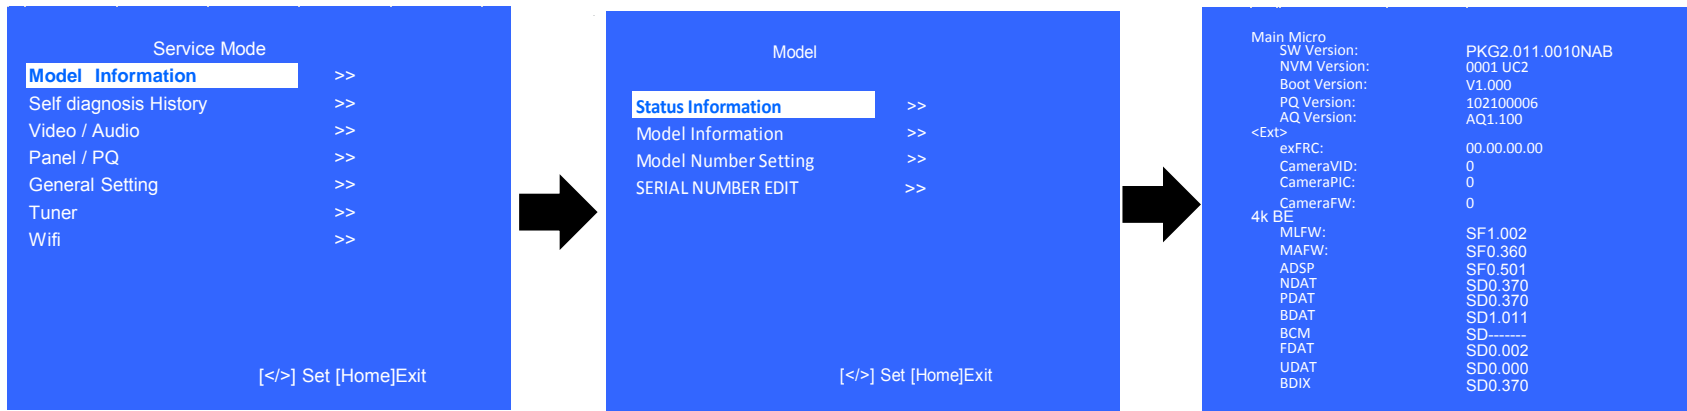 Service Mode
Model Information >>
Self diagnosis History >>
Video / Audio >>
Panel / PQ >>
General Setting >>
Tuner >>
Wifi >>
[</>] Set [Home]Exit
Model
Status Information >>
Model Information >>
Model Number Setting >>
SERIAL NUMBER EDIT >>
[</>] Set [Home]Exit
Main Micro
SW Version: PKG2.011.0010NAB
NVM Version: 0001 UC2
Boot Version: V1.000
PQ Version: 102100006
AQ Version: AQ1.100
<Ext>
exFRC: 00.00.00.00
CameraVID: 0
CameraPIC: 0
CameraFW: 0
4k BE
MLFW: SF1.002
MAFW: SF0.360
ADSP SF0.501
NDAT SD0.370
PDAT SD0.370
BDAT SD1.011
BCM SD-------
FDAT SD0.002
UDAT SD0.000
BDIX SD0.370